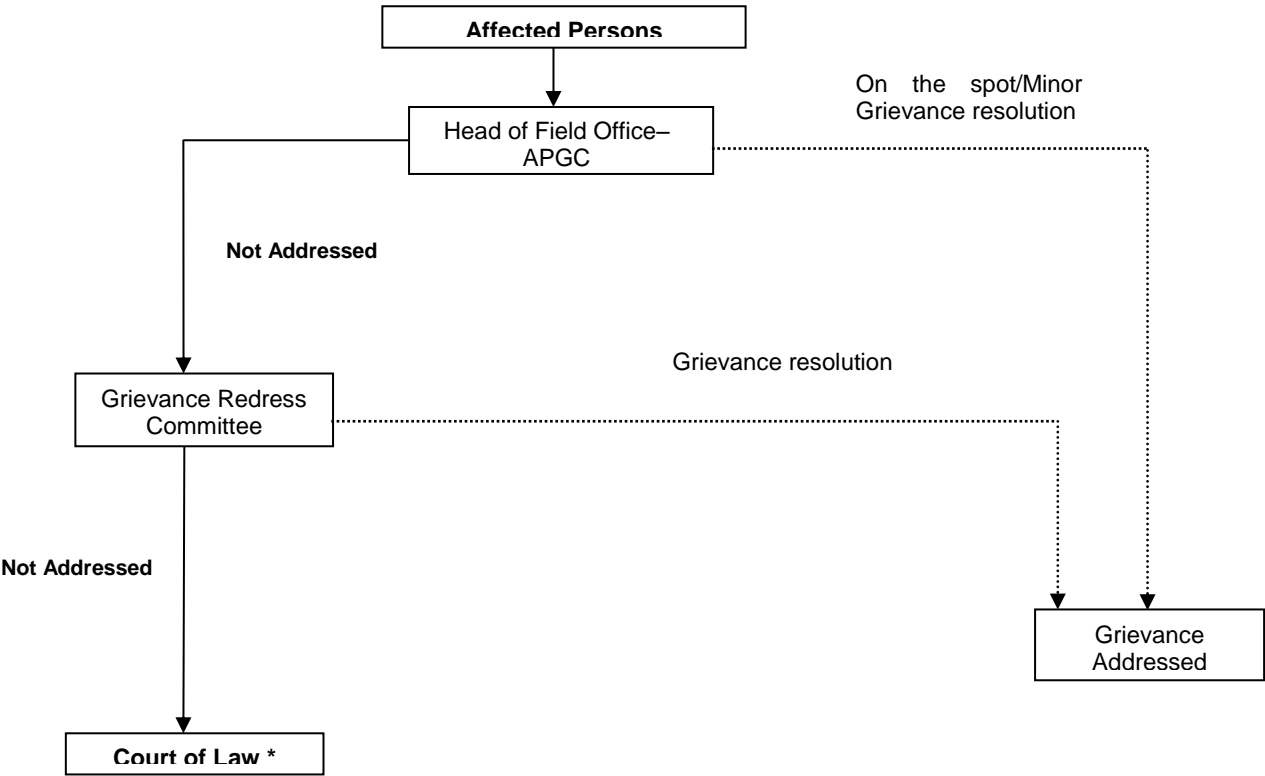 Affected Persons
On the spot/Minor
Grievance resolution
Head of Field Office–
APGC
Not Addressed
Grievance resolution
Grievance Redress
Committee
Not Addressed
Grievance
Addressed
Court of Law *